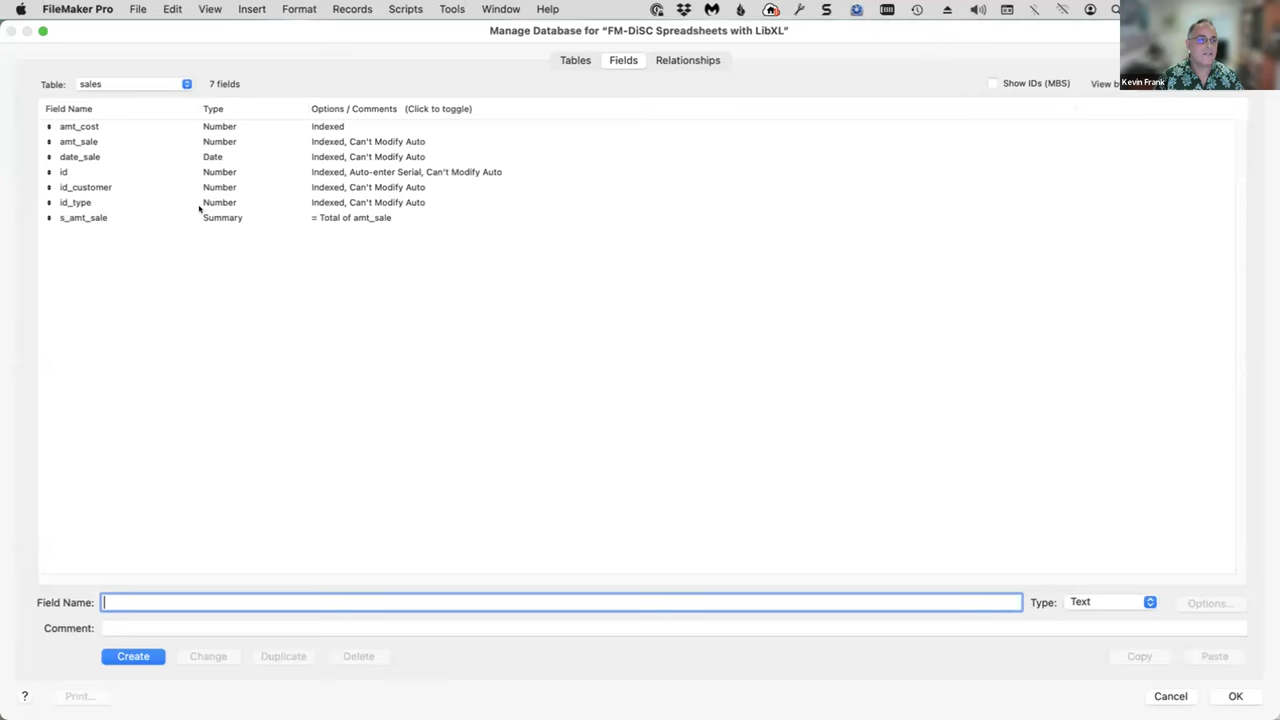 FileMaker Pro File Edit View Insert Format Records Scripts Tools Window Help
Manage Database for “FM-DiSC Spreadsheets with LibXL”
Kevin Frank
Tables Fields Relationships
Table: sales 7 fields Show IDs (MBS) View by
Field Name Type Options / Comments (Click to toggle)
amt_cost Number Indexed
amt_sale Number Indexed, Can't Modify Auto
date_sale Date Indexed, Can't Modify Auto
id Number Indexed, Auto-enter Serial, Can't Modify Auto
id_customer Number Indexed, Can't Modify Auto
id_type Number Indexed, Can't Modify Auto
s_amt_sale Summary = Total of amt_sale
Field Name: Type: Text Options...
Comment:
Create Change Duplicate Delete Copy Paste
? Print... Cancel OK